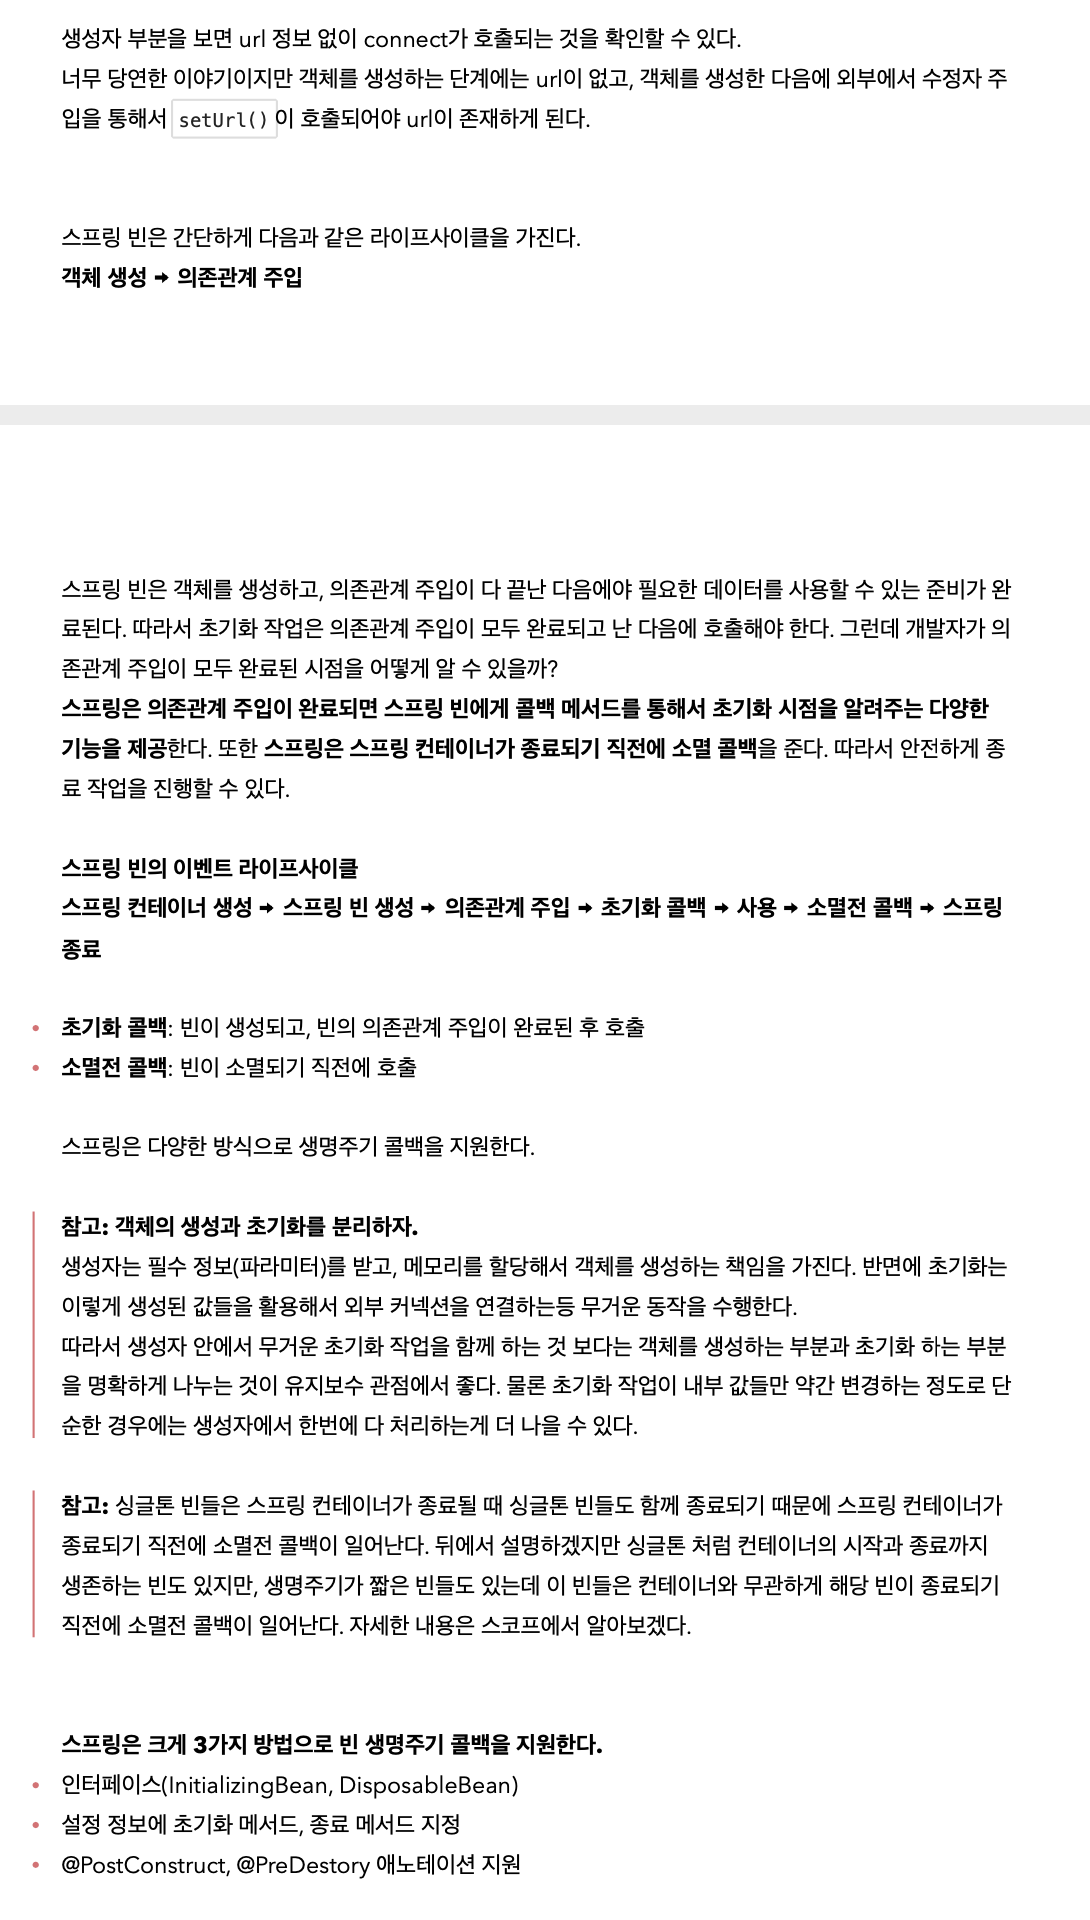 생성자 부분을 보면 url 정보 없이 connect가 호출되는 것을 확인할 수 있다.
너무 당연한 이야기이지만 객체를 생성하는 단계에는 url이 없고, 객체를 생성한 다음에 외부에서 수정자 주
입을 통해서 setUrl() 이 호출되어야 url이 존재하게 된다.
스프링 빈은 간단하게 다음과 같은 라이프사이클을 가진다.
객체 생성 → 의존관계 주입
스프링 빈은 객체를 생성하고, 의존관계 주입이 다 끝난 다음에야 필요한 데이터를 사용할 수 있는 준비가 완
료된다. 따라서 초기화 작업은 의존관계 주입이 모두 완료되고 난 다음에 호출해야 한다. 그런데 개발자가 의
존관계 주입이 모두 완료된 시점을 어떻게 알 수 있을까?
스프링은 의존관계 주입이 완료되면 스프링 빈에게 콜백 메서드를 통해서 초기화 시점을 알려주는 다양한
기능을 제공한다. 또한 스프링은 스프링 컨테이너가 종료되기 직전에 소멸 콜백을 준다. 따라서 안전하게 종
료 작업을 진행할 수 있다.
스프링 빈의 이벤트 라이프사이클
스프링 컨테이너 생성 → 스프링 빈 생성 → 의존관계 주입 → 초기화 콜백 → 사용 → 소멸전 콜백 → 스프링
종료
• 초기화 콜백: 빈이 생성되고, 빈의 의존관계 주입이 완료된 후 호출
• 소멸전 콜백: 빈이 소멸되기 직전에 호출
스프링은 다양한 방식으로 생명주기 콜백을 지원한다.
참고: 객체의 생성과 초기화를 분리하자.
생성자는 필수 정보(파라미터)를 받고, 메모리를 할당해서 객체를 생성하는 책임을 가진다. 반면에 초기화는
이렇게 생성된 값들을 활용해서 외부 커넥션을 연결하는등 무거운 동작을 수행한다.
따라서 생성자 안에서 무거운 초기화 작업을 함께 하는 것 보다는 객체를 생성하는 부분과 초기화 하는 부분
을 명확하게 나누는 것이 유지보수 관점에서 좋다. 물론 초기화 작업이 내부 값들만 약간 변경하는 정도로 단
순한 경우에는 생성자에서 한번에 다 처리하는게 더 나을 수 있다.
참고: 싱글톤 빈들은 스프링 컨테이너가 종료될 때 싱글톤 빈들도 함께 종료되기 때문에 스프링 컨테이너가
종료되기 직전에 소멸전 콜백이 일어난다. 뒤에서 설명하겠지만 싱글톤 처럼 컨테이너의 시작과 종료까지
생존하는 빈도 있지만, 생명주기가 짧은 빈들도 있는데 이 빈들은 컨테이너와 무관하게 해당 빈이 종료되기
직전에 소멸전 콜백이 일어난다. 자세한 내용은 스코프에서 알아보겠다.
스프링은 크게 3가지 방법으로 빈 생명주기 콜백을 지원한다.
• 인터페이스(InitializingBean, DisposableBean)
• 설정 정보에 초기화 메서드, 종료 메서드 지정
• @PostConstruct, @PreDestory 애노테이션 지원